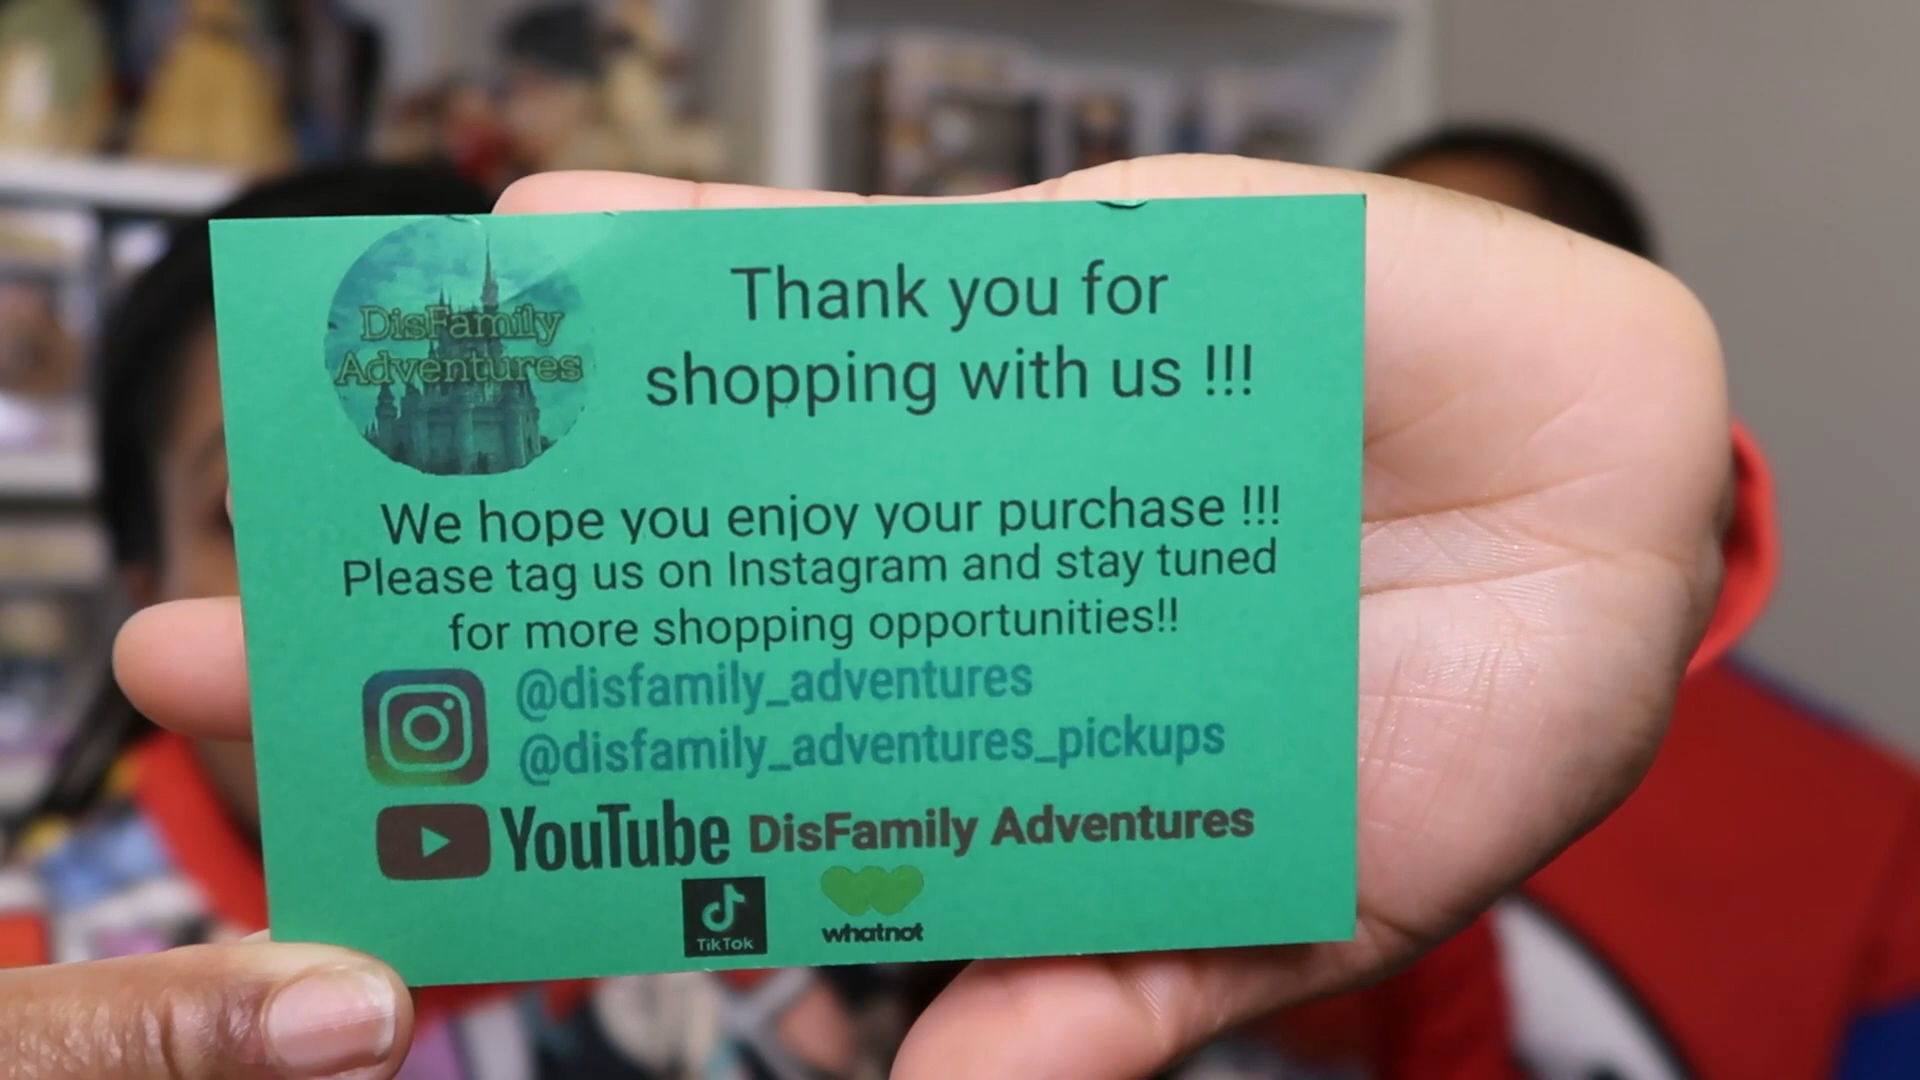 DisFamily
Adventures
Thank you for
shopping with us !!!
We hope you enjoy your purchase !!!
Please tag us on Instagram and stay tuned
for more shopping opportunities!!
@disfamily_adventures
@disfamily_adventures_pickups
YouTube DisFamily Adventures
TikTok
whatnot